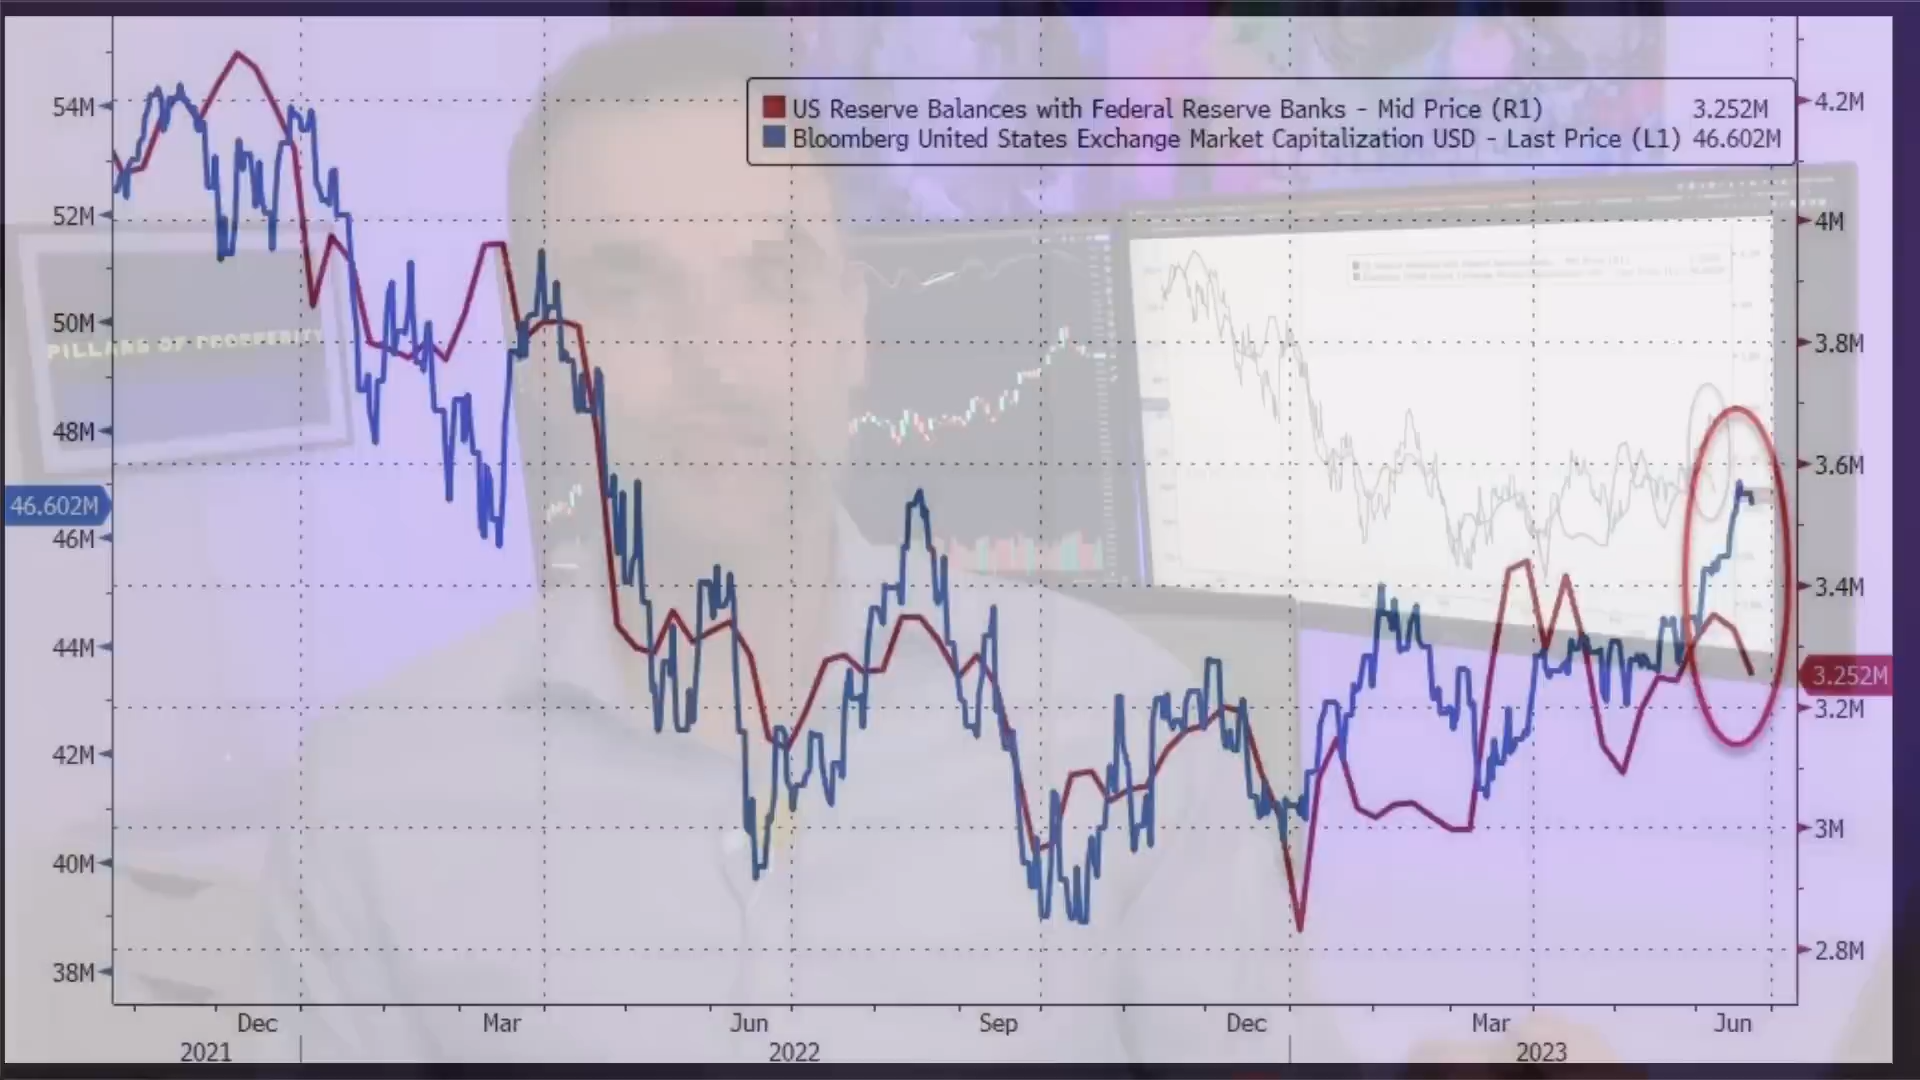 US Reserve Balances with Federal Reserve Banks - Mid Price (R1) 3.252M
Bloomberg United States Exchange Market Capitalization USD - Last Price (L1) 46.602M
54M
52M
50M
48M
46.602M
46M
44M
42M
40M
38M
4.2M
4M
3.8M
3.6M
3.4M
3.252M
3.2M
3M
2.8M
PILLARS OF PROSPERITY
Dec Mar Jun Sep Dec Mar Jun
2021 2022 2023